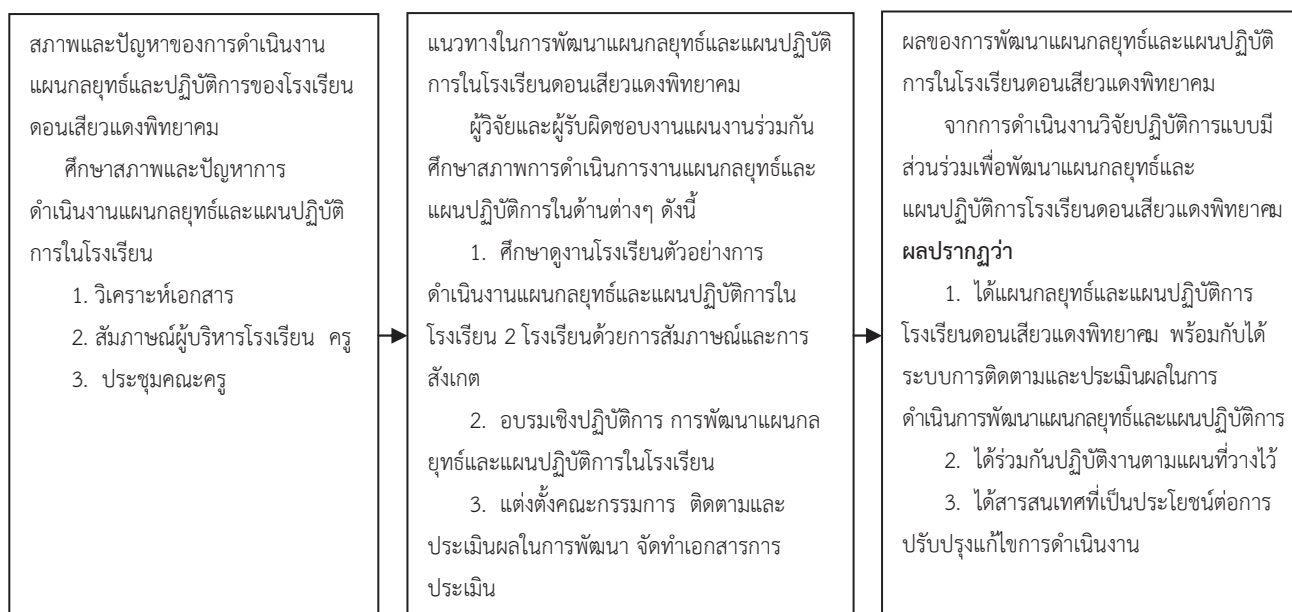 สภาพและปัญหาของการดำเนินงาน
แผนกลยุทธ์และปฏิบัติการของโรงเรียน
ดอนเสียวแดงพิทยาคม
ศึกษาสภาพและปัญหาการ
ดำเนินงานแผนกลยุทธ์และแผนปฏิบัติ
การในโรงเรียน
1. วิเคราะห์เอกสาร
2. สัมภาษณ์ผู้บริหารโรงเรียน ครู
3. ประชุมคณะครู
แนวทางในการพัฒนาแผนกลยุทธ์และแผนปฏิบัติ
การในโรงเรียนดอนเสียวแดงพิทยาคม
ผู้วิจัยและผู้รับผิดชอบงานแผนงานร่วมกัน
ศึกษาสภาพการดำเนินการงานแผนกลยุทธ์และ
แผนปฏิบัติการในด้านต่างๆ ดังนี้
1. ศึกษาดูงานโรงเรียนตัวอย่างการ
ดำเนินงานแผนกลยุทธ์และแผนปฏิบัติการใน
โรงเรียน 2 โรงเรียนด้วยการสัมภาษณ์และการ
สังเกต
2. อบรมเชิงปฏิบัติการ การพัฒนาแผนกล
ยุทธ์และแผนปฏิบัติการในโรงเรียน
3. แต่งตั้งคณะกรรมการ ติดตามและ
ประเมินผลในการพัฒนา จัดทำเอกสารการ
ประเมิน
ผลของการพัฒนาแผนกลยุทธ์และแผนปฏิบัติ
การในโรงเรียนดอนเสียวแดงพิทยาคม
จากการดำเนินงานวิจัยปฏิบัติการแบบมี
ส่วนร่วมเพื่อพัฒนาแผนกลยุทธ์และ
แผนปฏิบัติการโรงเรียนดอนเสียวแดงพิทยาคม
ผลปรากฏว่า
1. ได้แผนกลยุทธ์และแผนปฏิบัติการ
โรงเรียนดอนเสียวแดงพิทยาคม พร้อมกับได้
ระบบการติดตามและประเมินผลในการ
ดำเนินการพัฒนาแผนกลยุทธ์และแผนปฏิบัติการ
2. ได้ร่วมกันปฏิบัติงานตามแผนที่วางไว้
3. ได้สารสนเทศที่เป็นประโยชน์ต่อการ
ปรับปรุงแก้ไขการดำเนินงาน